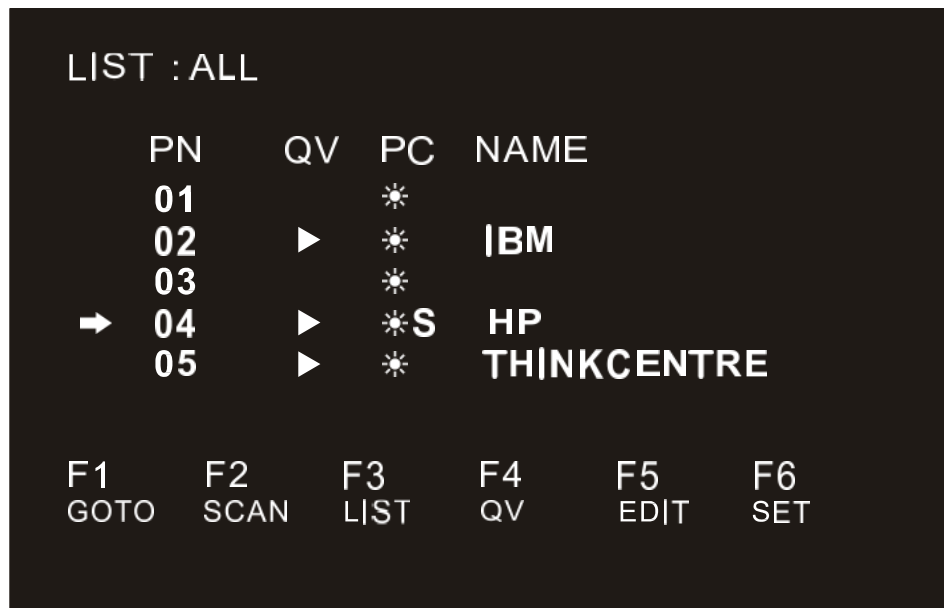 LIST : ALL
PN QV PC NAME
01
02 IBM
03
04 S HP
05 THINKCENTRE
F1 F2 F3 F4 F5 F6
GOTO SCAN LIST QV EDIT SET